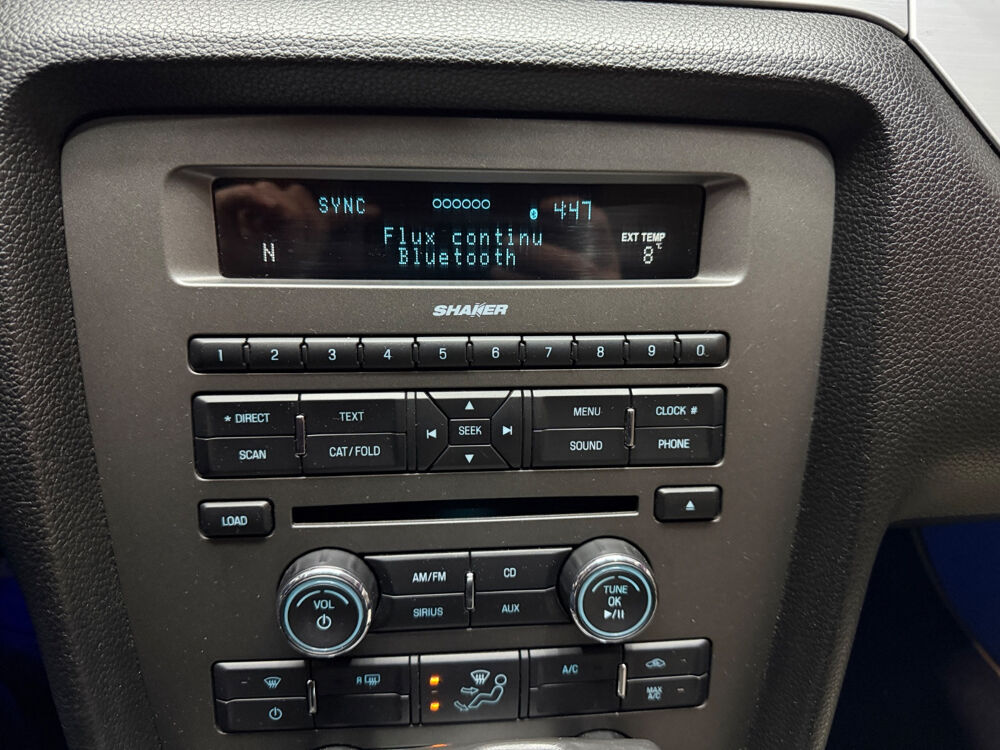 SYNC 4:47
Flux continu
Bluetooth
N
EXT TEMP
8°C
SHAKER
1 2 3 4 5 6 7 8 9 0
* DIRECT TEXT MENU CLOCK #
SEEK
SCAN CAT/FOLD SOUND PHONE
LOAD
AM/FM CD
SIRIUS AUX
VOL
TUNE
OK
R A/C
MAX
A/C